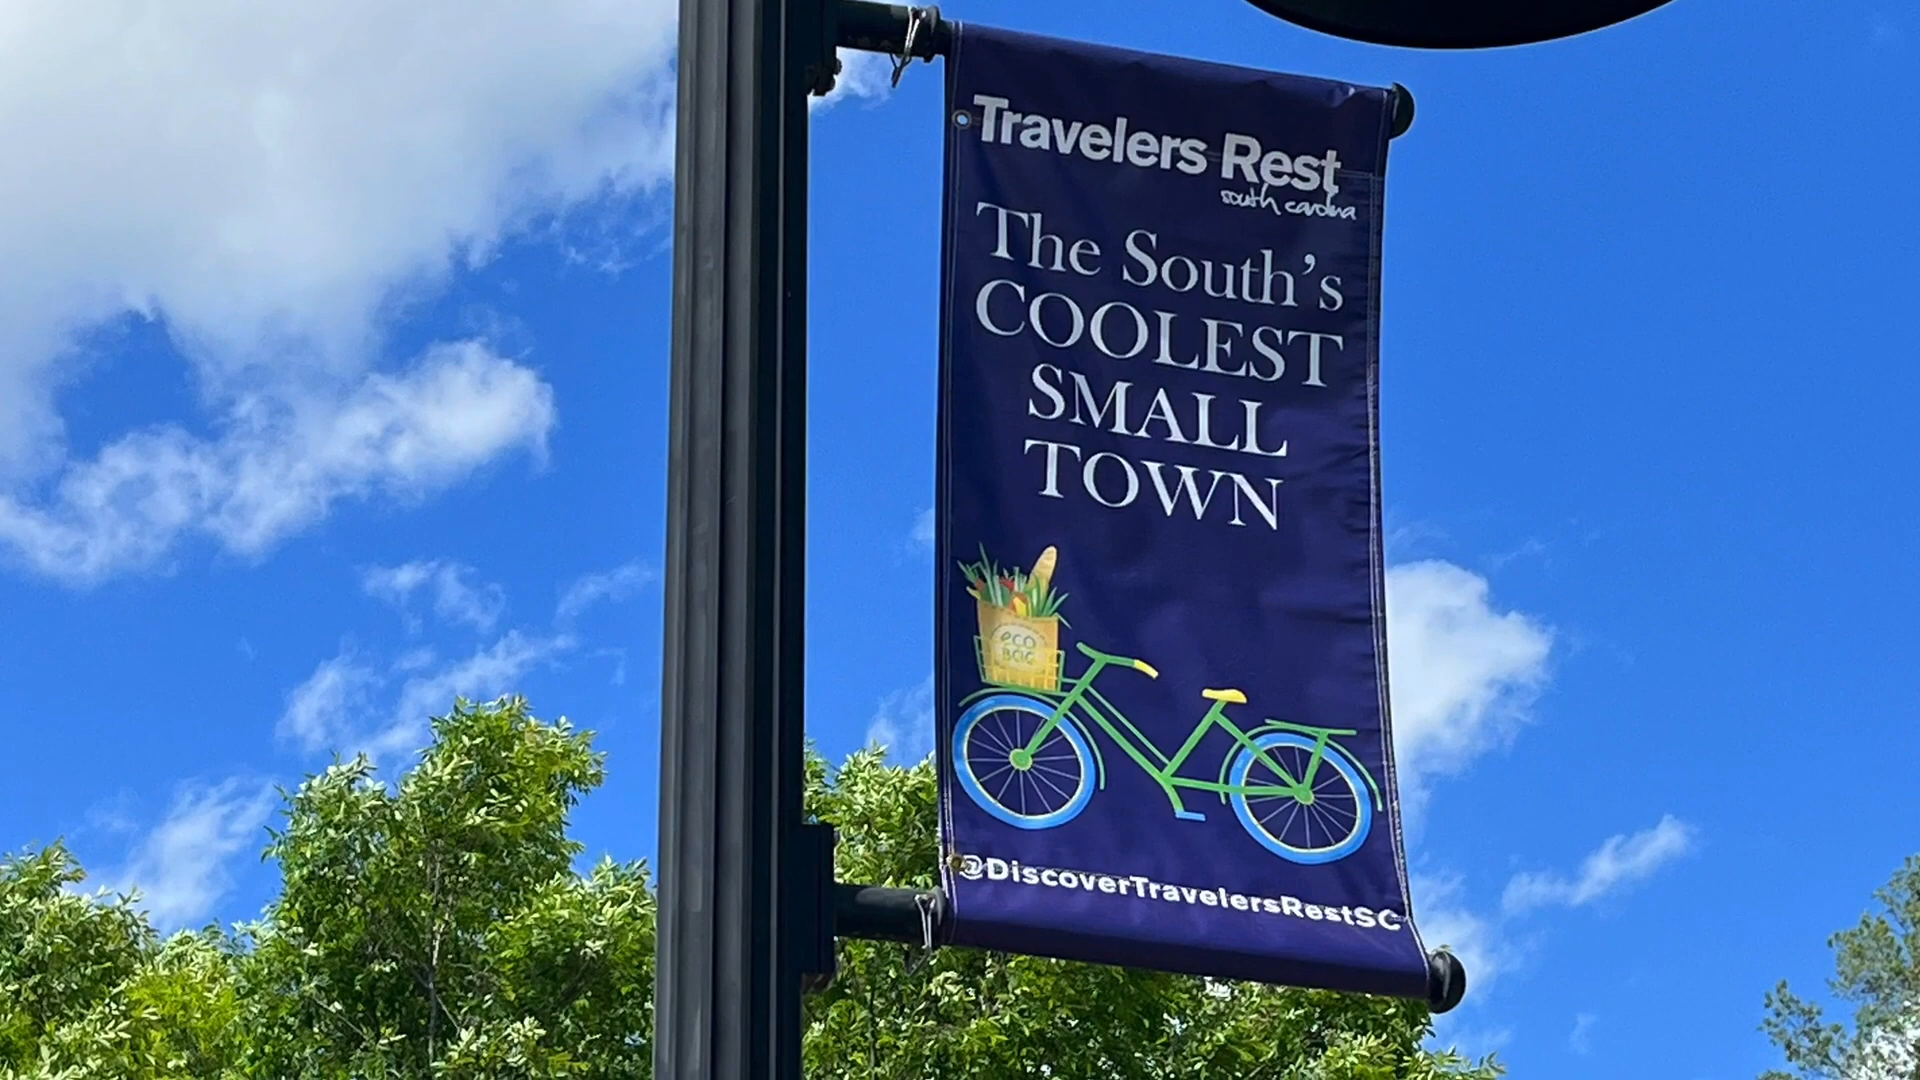 Travelers Rest
south carolina
The South's
COOLEST
SMALL
TOWN
eco
BAG
@DiscoverTravelersRestSC